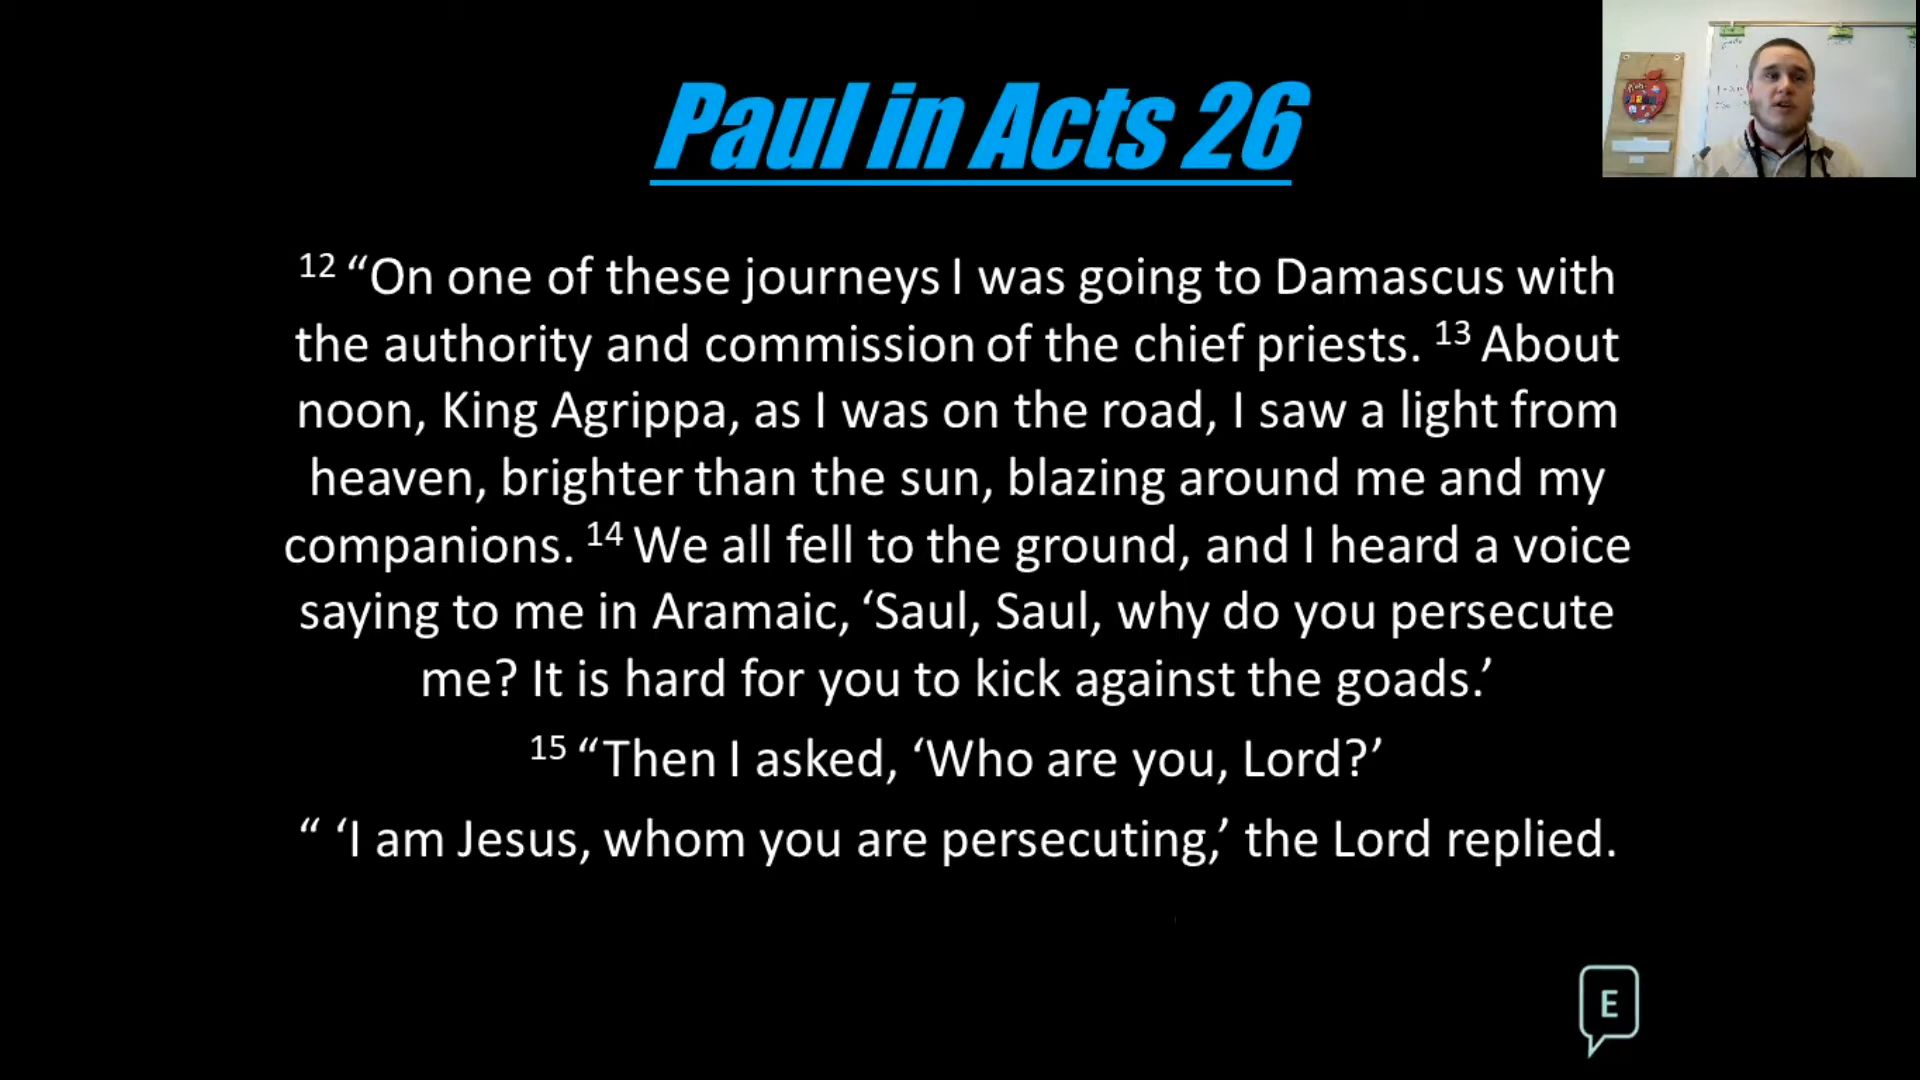 Paul in Acts 26
12 “On one of these journeys I was going to Damascus with
the authority and commission of the chief priests. 13 About
noon, King Agrippa, as I was on the road, I saw a light from
heaven, brighter than the sun, blazing around me and my
companions. 14 We all fell to the ground, and I heard a voice
saying to me in Aramaic, ‘Saul, Saul, why do you persecute
me? It is hard for you to kick against the goads.’
15 “Then I asked, ‘Who are you, Lord?’
“ ‘I am Jesus, whom you are persecuting,’ the Lord replied.
E